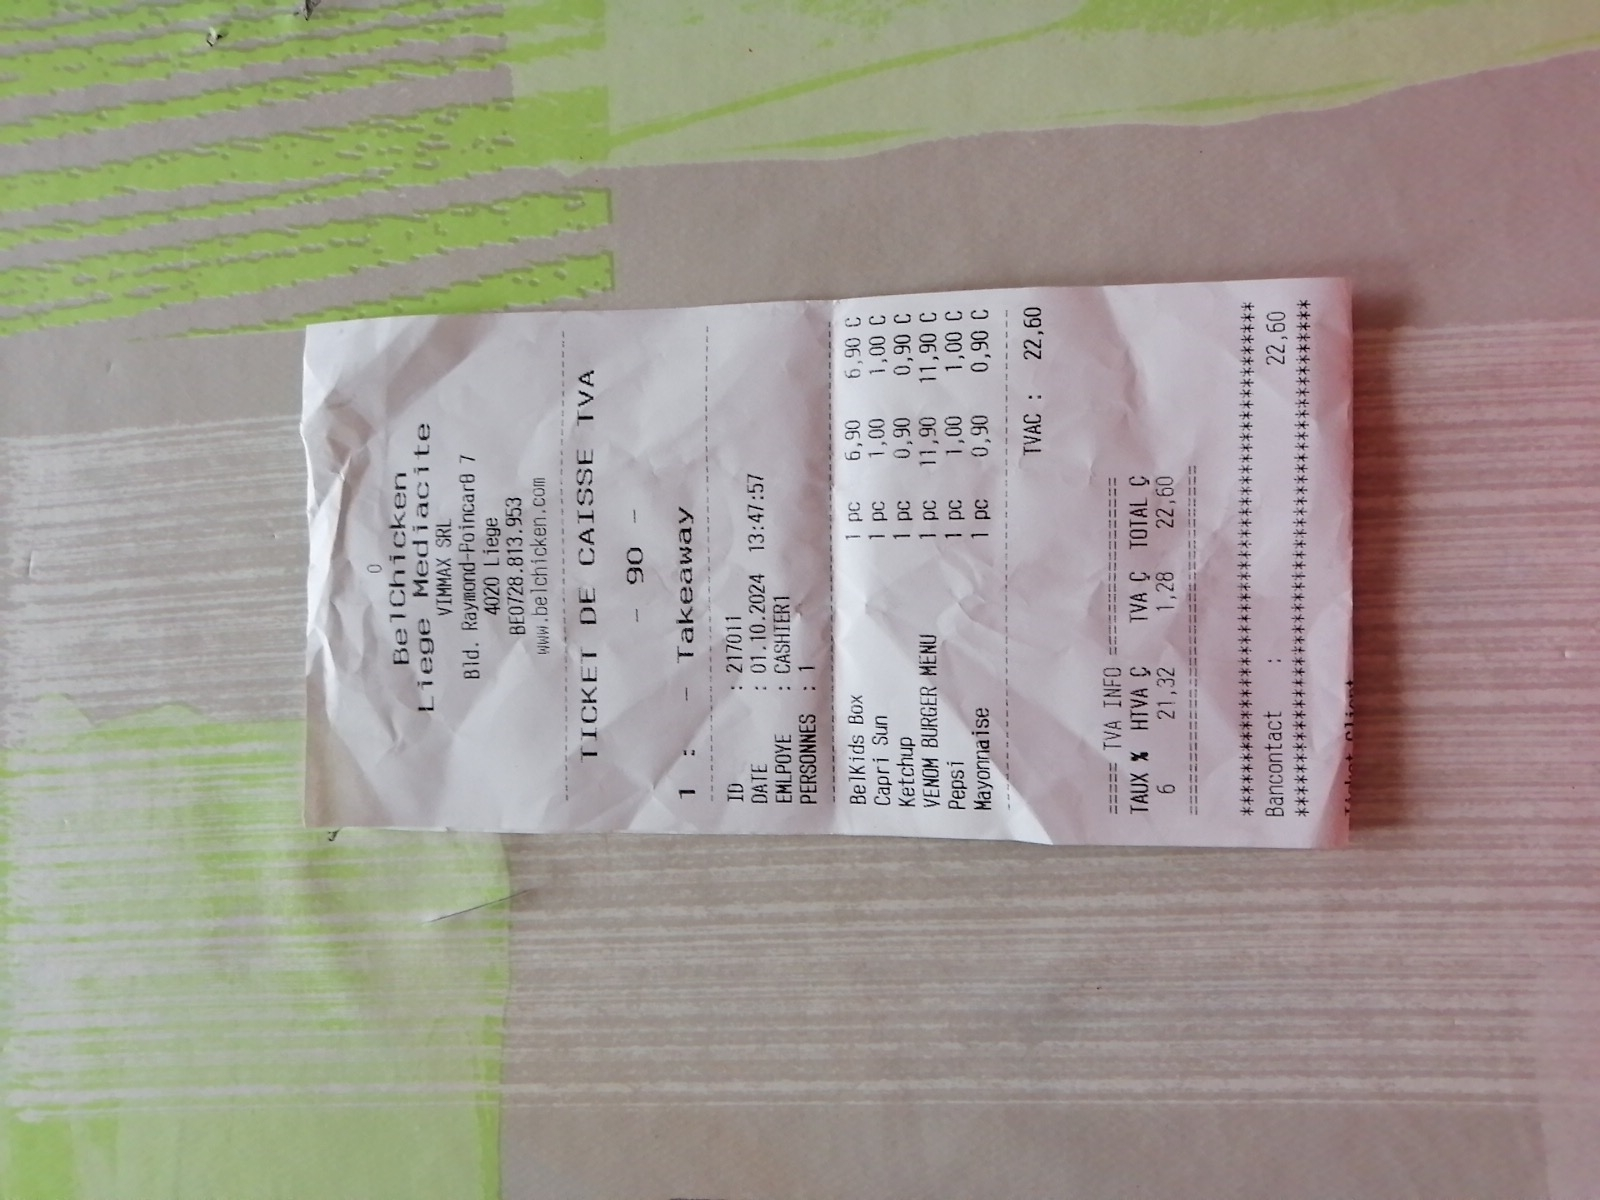 0
BelChicken
Liege Mediacite
VIMMAX SRL
Bld. Raymond-Poincar0 7
4020 Liege
BE0728.813.953
www.belchicken.com
TICKET DE CAISSE TVA
- 90 -
1 : - Takeaway
ID : 217011
DATE : 01.10.2024 13:47:57
EMLPOYE : CASHIER1
PERSONNES : 1
BelKids Box 1 pc 6,90 6,90 C
Capri Sun 1 pc 1,00 1,00 C
Ketchup 1 pc 0,90 0,90 C
VENOM BURGER MENU 1 pc 11,90 11,90 C
Pepsi 1 pc 1,00 1,00 C
Mayonnaise 1 pc 0,90 0,90 C
TVAC : 22,60
===== TVA INFO ====================
TAUX % HTVA Ç TVA Ç TOTAL Ç
6 21,32 1,28 22,60
===================================
Bancontact : 22,60
Ticket Client